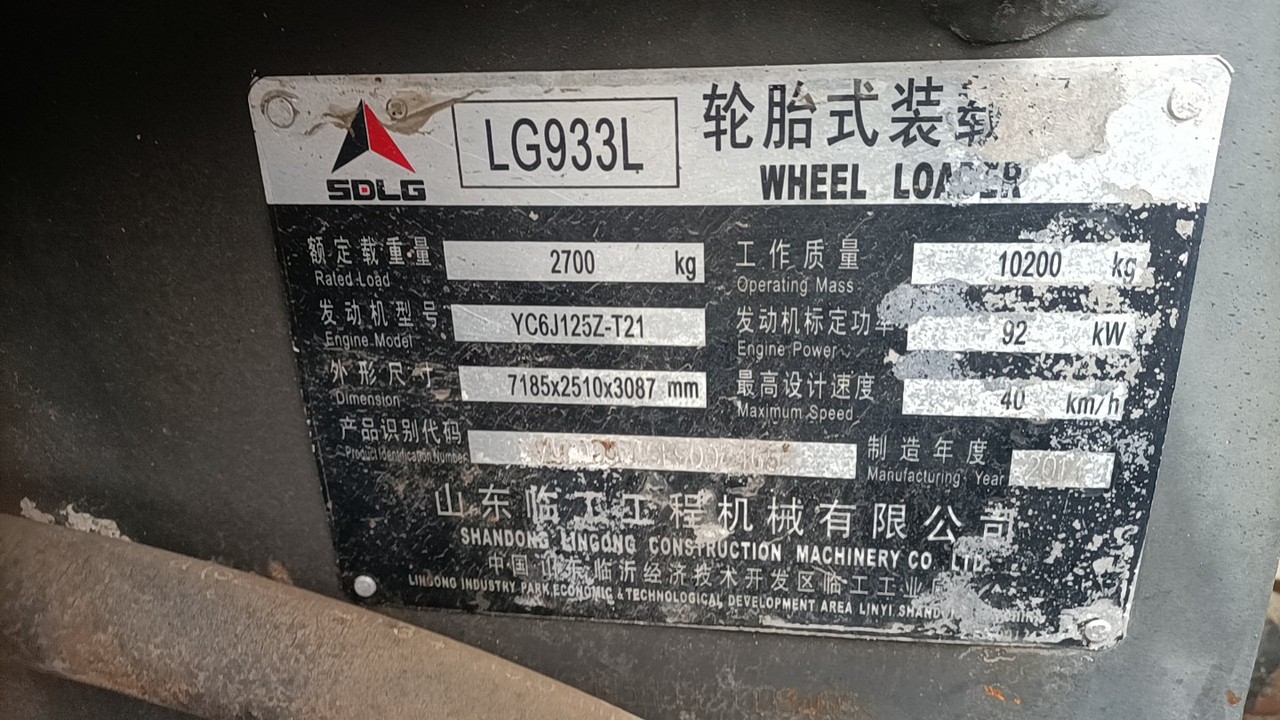 SDLG
LG933L
轮胎式装载
WHEEL LOADER
额定载重量 2700 kg 工作质量 10200 kg
Rated Load Operating Mass
发动机型号 YC6J125Z-T21 发动机标定功率 92 kW
Engine Model Engine Power
外形尺寸 7185x2510x3087 mm 最高设计速度 40 km/h
Dimension Maximum Speed
产品识别代码 制造年度
Product Identification Number Manufacturing Year
山东临工工程机械有限公司
SHANDONG LINGONG CONSTRUCTION MACHINERY CO LTD
中国 山东临沂经济技术开发区临工工业
LINGONG INDUSTRY PARK,ECONOMIC & TECHNOLOGICAL DEVELOPMENT AREA LINYI